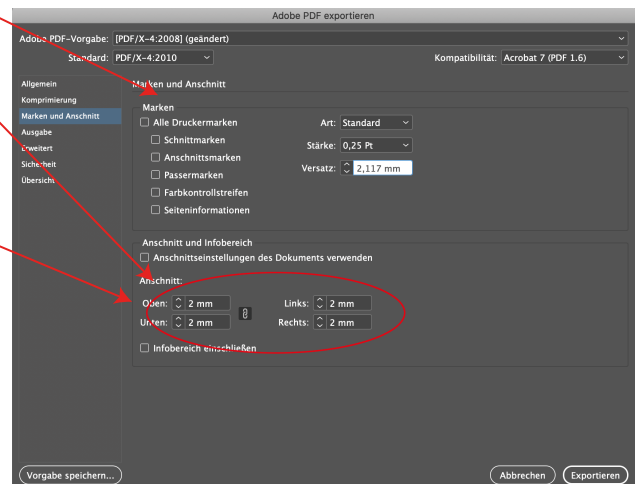 Adobe PDF exportieren
Adobe PDF-Vorgabe: [PDF/X-4:2008] (geändert)
Standard: PDF/X-4:2010 Kompatibilität: Acrobat 7 (PDF 1.6)
Allgemein
Komprimierung
Marken und Anschnitt
Ausgabe
Erweitert
Sicherheit
Übersicht
Marken und Anschnitt
Marken
Alle Druckermarken Art: Standard
Schnittmarken Stärke: 0,25 Pt
Anschnittsmarken
Passermarken Versatz: 2,117 mm
Farbkontrollstreifen
Seiteninformationen
Anschnitt und Infobereich
Anschnittseinstellungen des Dokuments verwenden
Anschnitt:
Oben: 2 mm Links: 2 mm
Unten: 2 mm Rechts: 2 mm
Infobereich einschließen
Vorgabe speichern... Abbrechen Exportieren